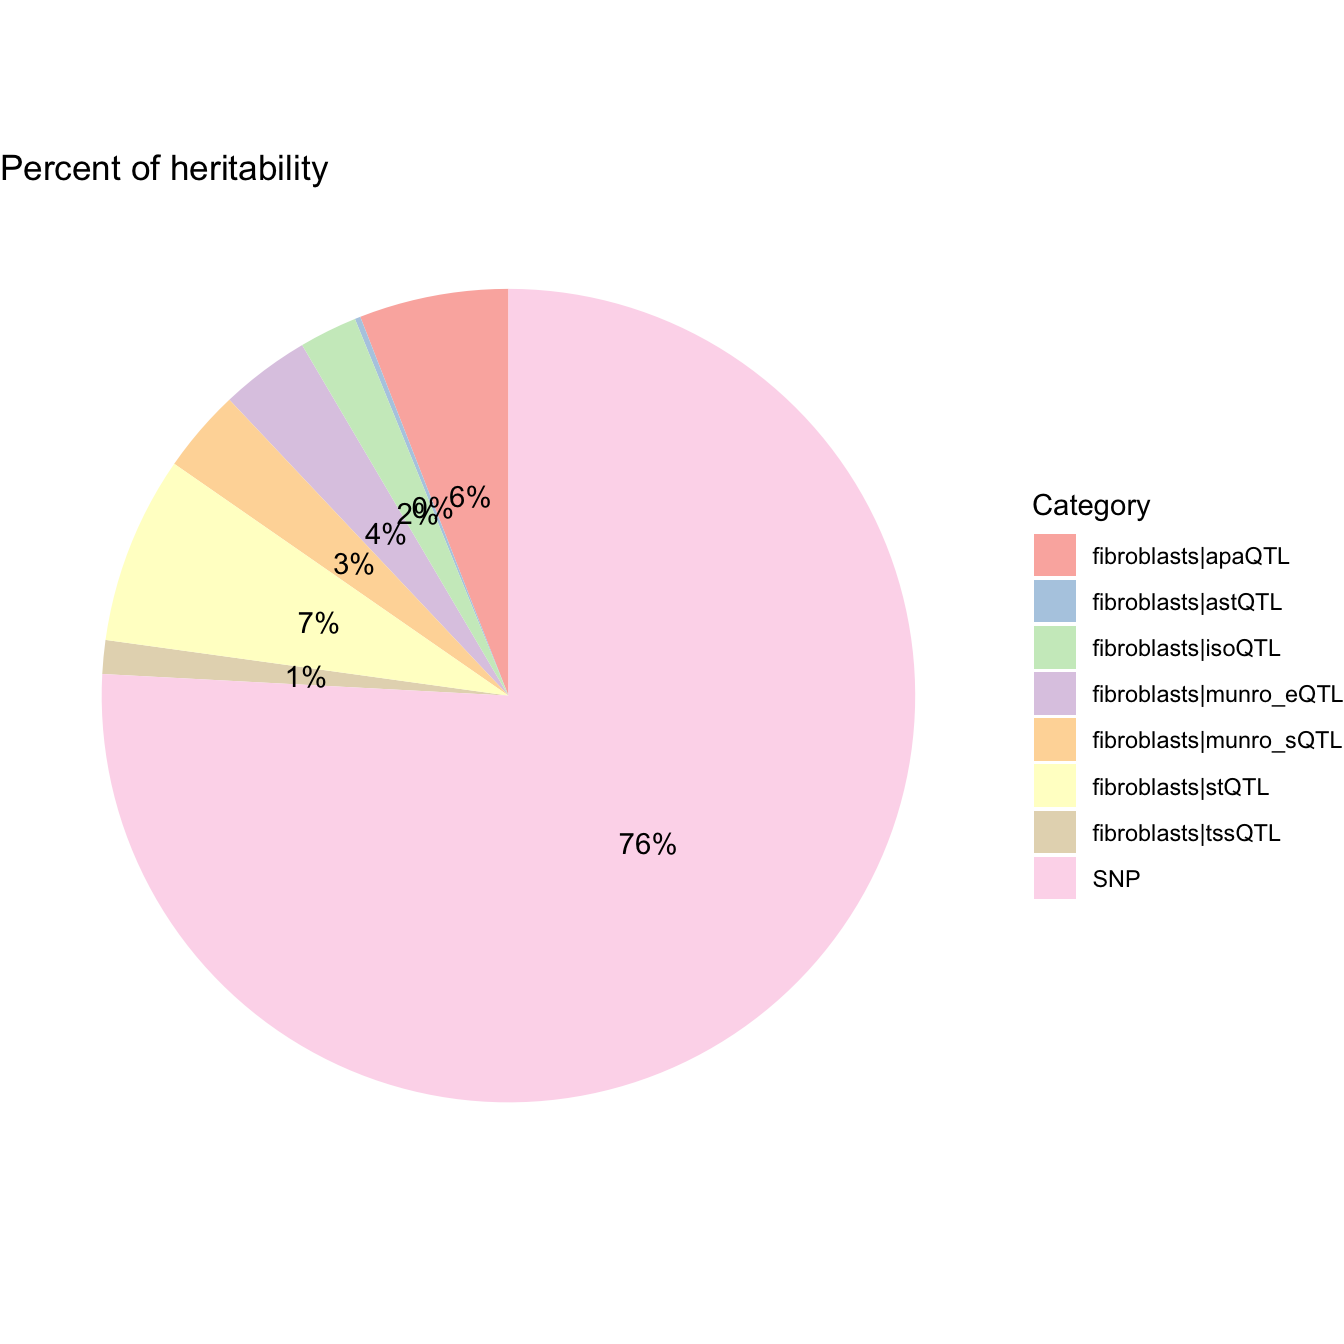 Percent of heritability
6%
0%
2%
4%
3%
7%
1%
76%
Category
fibroblasts|apaQTL
fibroblasts|astQTL
fibroblasts|isoQTL
fibroblasts|munro_eQTL
fibroblasts|munro_sQTL
fibroblasts|stQTL
fibroblasts|tssQTL
SNP